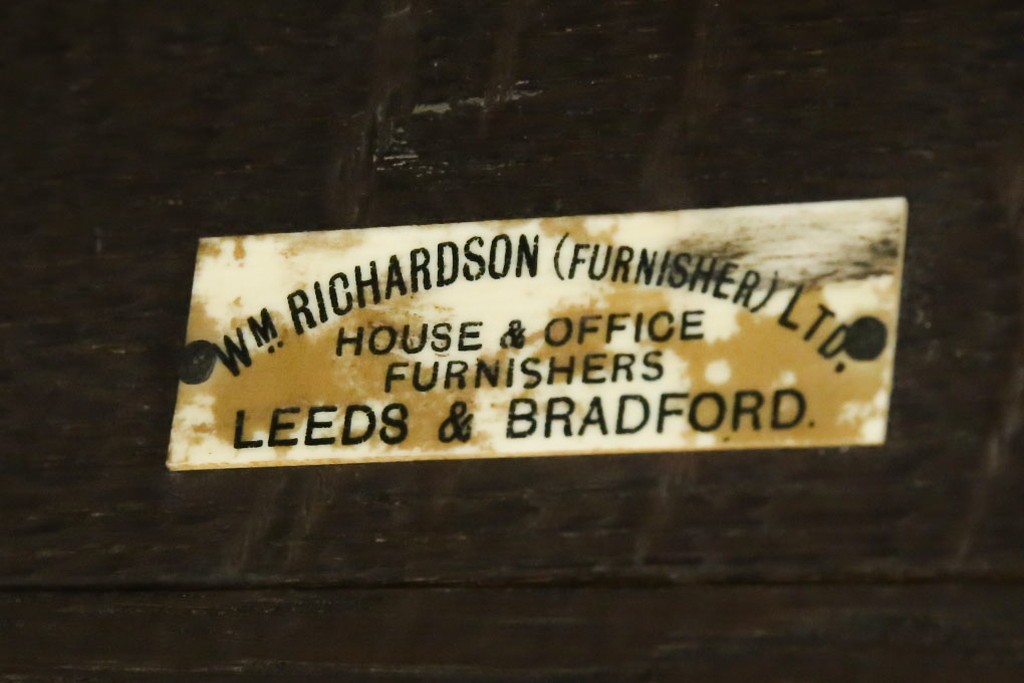 WM. RICHARDSON (FURNISHER) LTD.
HOUSE & OFFICE
FURNISHERS
LEEDS & BRADFORD.